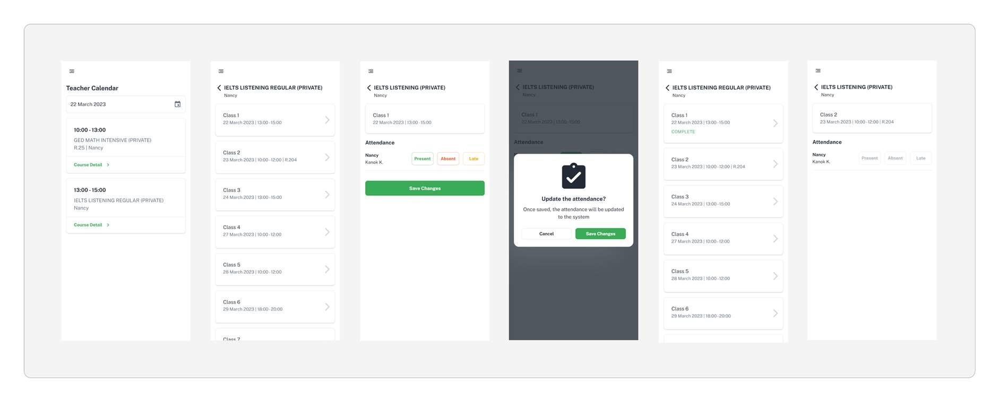 Teacher Calendar
22 March 2023
10:00 - 13:00
GED MATH INTENSIVE (PRIVATE)
R.25 | Nancy
Course Detail
13:00 - 15:00
IELTS LISTENING REGULAR (PRIVATE)
Nancy
Course Detail
IELTS LISTENING REGULAR (PRIVATE)
Nancy
Class 1
22 March 2023 | 13:00 - 15:00
Class 2
23 March 2023 | 10:00 - 12:00 | R.204
Class 3
24 March 2023 | 13:00 - 15:00
Class 4
27 March 2023 | 10:00 - 12:00
Class 5
28 March 2023 | 10:00 - 12:00
Class 6
29 March 2023 | 18:00 - 20:00
Class 7
IELTS LISTENING (PRIVATE)
Nancy
Class 1
22 March 2023 | 13:00 - 15:00
Attendance
Nancy
Kanok K.
Present Absent Late
Save Changes
IELTS LISTENING (PRIVATE)
Nancy
Class 1
22 March 2023 | 13:00 - 15:00
Attendance
Update the attendance?
Once saved, the attendance will be updated
to the system
Cancel Save Changes
IELTS LISTENING REGULAR (PRIVATE)
Nancy
Class 1
22 March 2023 | 13:00 - 15:00
COMPLETE
Class 2
23 March 2023 | 10:00 - 12:00 | R.204
Class 3
24 March 2023 | 13:00 - 15:00
Class 4
27 March 2023 | 10:00 - 12:00
Class 5
28 March 2023 | 10:00 - 12:00
Class 6
29 March 2023 | 18:00 - 20:00
IELTS LISTENING (PRIVATE)
Nancy
Class 2
23 March 2023 | 10:00 - 12:00 | R.204
Attendance
Nancy
Kanok K.
Present Absent Late